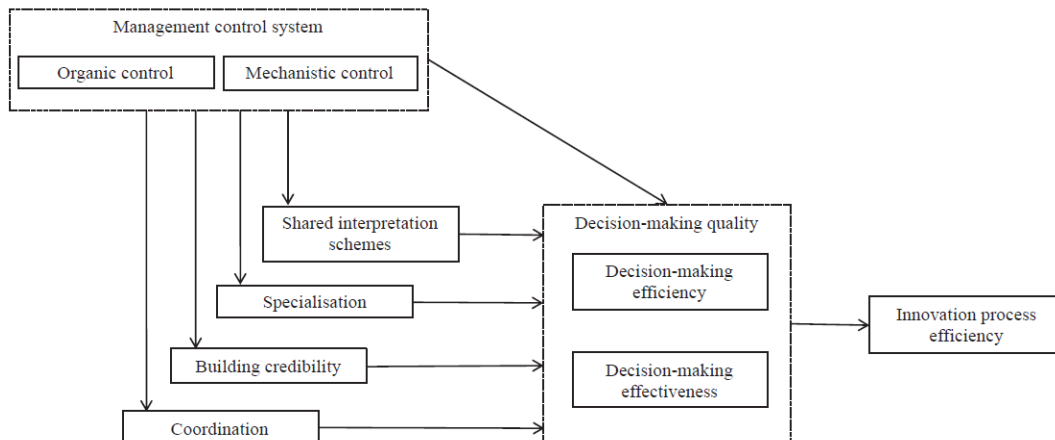 Management control system
Organic control
Mechanistic control
Shared interpretation
schemes
Decision-making quality
Decision-making
efficiency
Specialisation
Innovation process
efficiency
Building credibility
Decision-making
effectiveness
Coordination